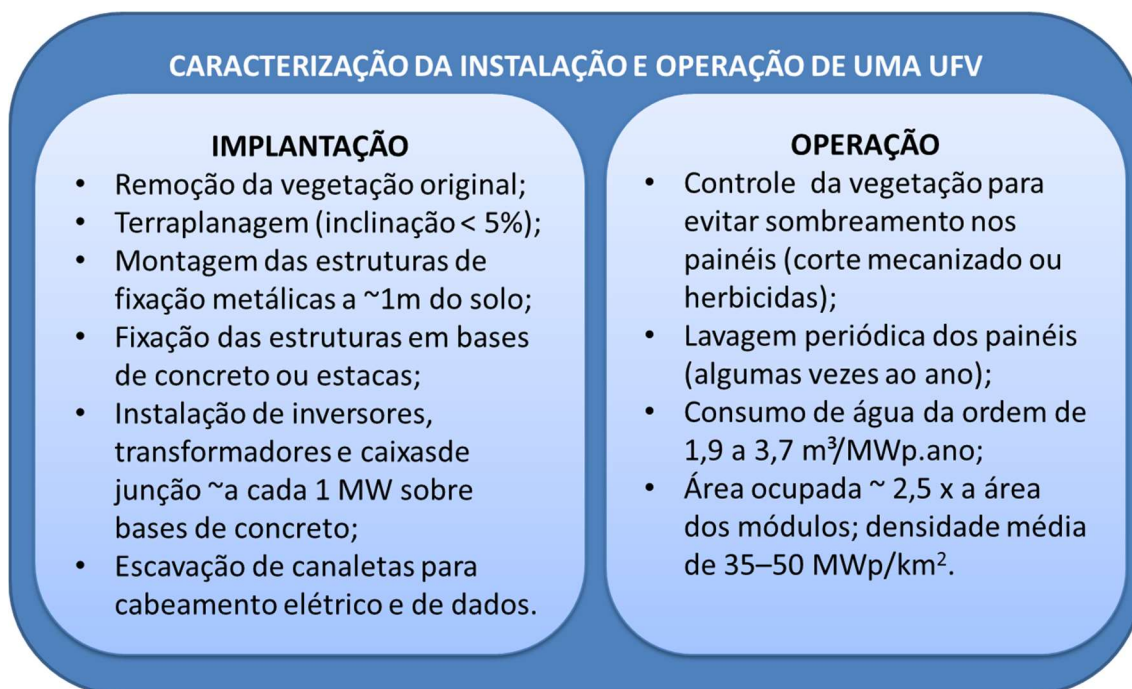 CARACTERIZAÇÃO DA INSTALAÇÃO E OPERAÇÃO DE UMA UFV
IMPLANTAÇÃO
• Remoção da vegetação original;
• Terraplanagem (inclinação < 5%);
• Montagem das estruturas de
fixação metálicas a ~1m do solo;
• Fixação das estruturas em bases
de concreto ou estacas;
• Instalação de inversores,
transformadores e caixasde
junção ~a cada 1 MW sobre
bases de concreto;
• Escavação de canaletas para
cabeamento elétrico e de dados.
OPERAÇÃO
• Controle da vegetação para
evitar sombreamento nos
painéis (corte mecanizado ou
herbicidas);
• Lavagem periódica dos painéis
(algumas vezes ao ano);
• Consumo de água da ordem de
1,9 a 3,7 m³/MWp.ano;
• Área ocupada ~ 2,5 x a área
dos módulos; densidade média
de 35–50 MWp/km².